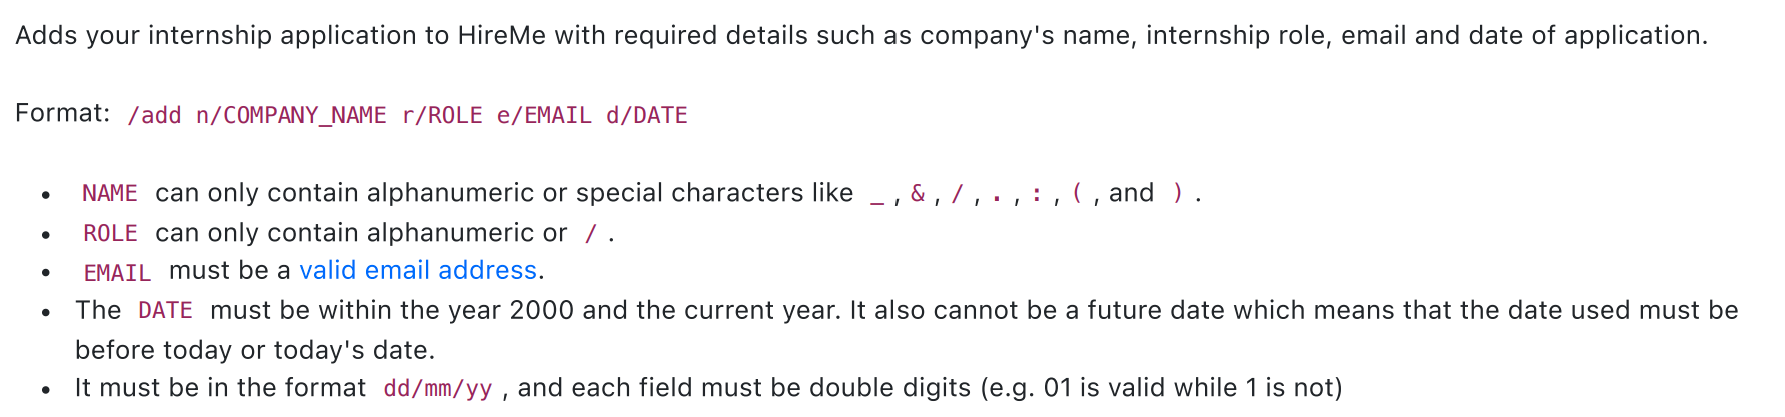 Adds your internship application to HireMe with required details such as company's name, internship role, email and date of application.
Format: /add n/COMPANY_NAME r/ROLE e/EMAIL d/DATE
• NAME can only contain alphanumeric or special characters like _ , & , / , . , : , ( , and ) .
• ROLE can only contain alphanumeric or / .
• EMAIL must be a valid email address.
• The DATE must be within the year 2000 and the current year. It also cannot be a future date which means that the date used must be
before today or today's date.
• It must be in the format dd/mm/yy , and each field must be double digits (e.g. 01 is valid while 1 is not)